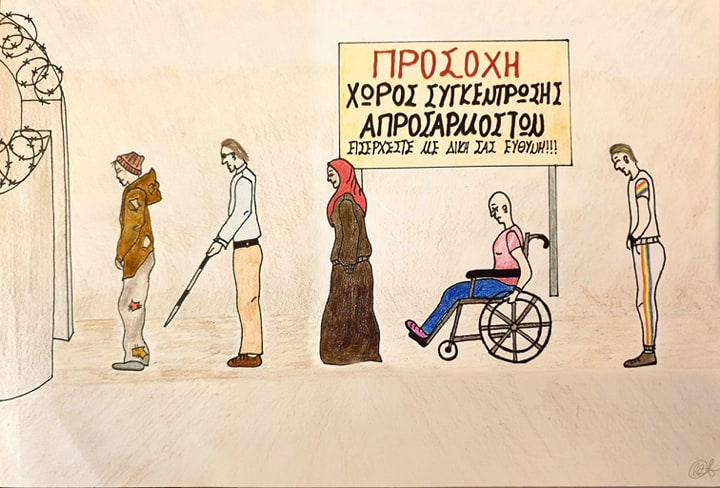 ΠΡΟΣΟΧΗ
ΧΩΡΟΣ ΣΥΓΚΕΝΤΡΩΣΗΣ
ΑΠΡΟΣΑΡΜΟΣΤΩΝ
ΕΙΣΕΡΧΕΣΤΕ ΜΕ ΔΙΚΗ ΣΑΣ ΕΥΘΥΝΗ!!!